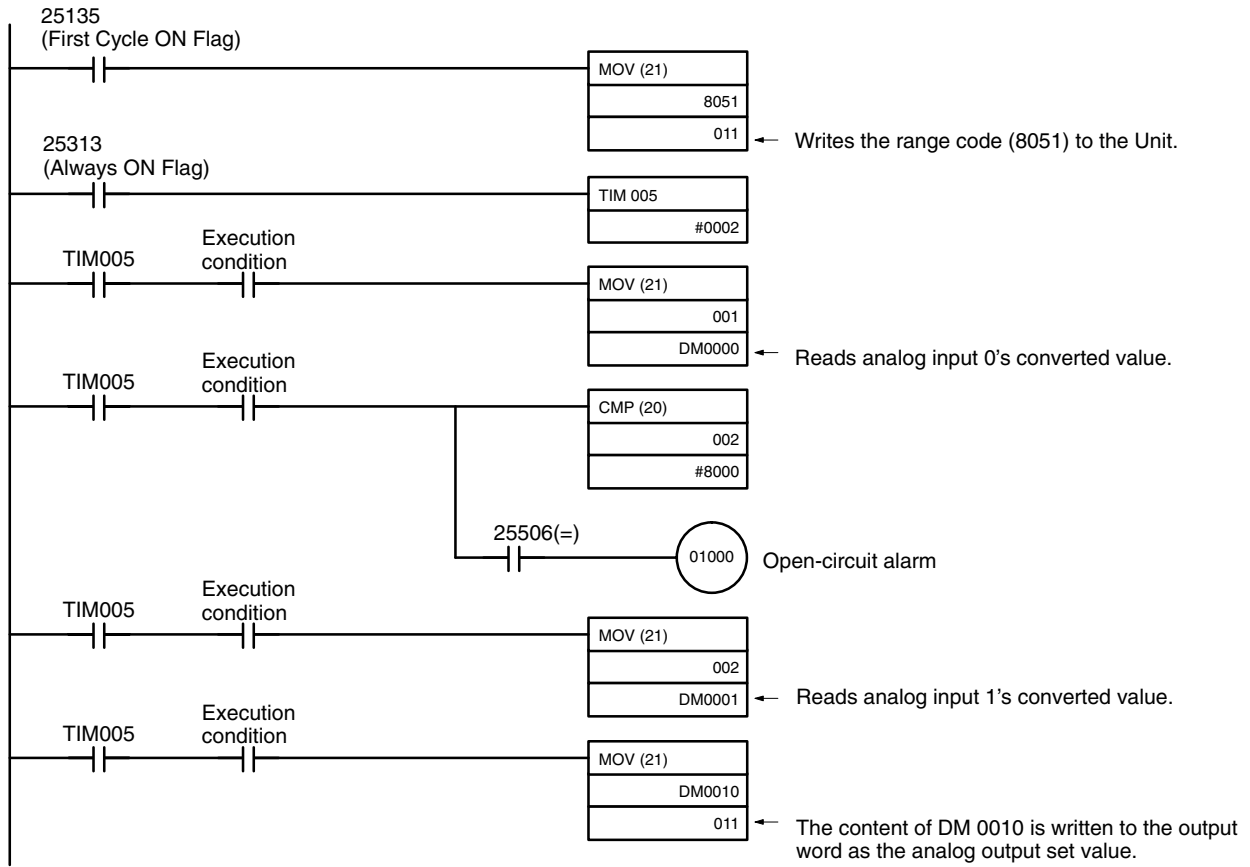 25135
(First Cycle ON Flag)
MOV (21)
8051
011
Writes the range code (8051) to the Unit.
25313
(Always ON Flag)
TIM 005
#0002
TIM005
Execution
condition
MOV (21)
001
DM0000
Reads analog input 0's converted value.
TIM005
Execution
condition
CMP (20)
002
#8000
25506(=)
01000
Open-circuit alarm
TIM005
Execution
condition
MOV (21)
002
DM0001
Reads analog input 1's converted value.
TIM005
Execution
condition
MOV (21)
DM0010
011
The content of DM 0010 is written to the output
word as the analog output set value.